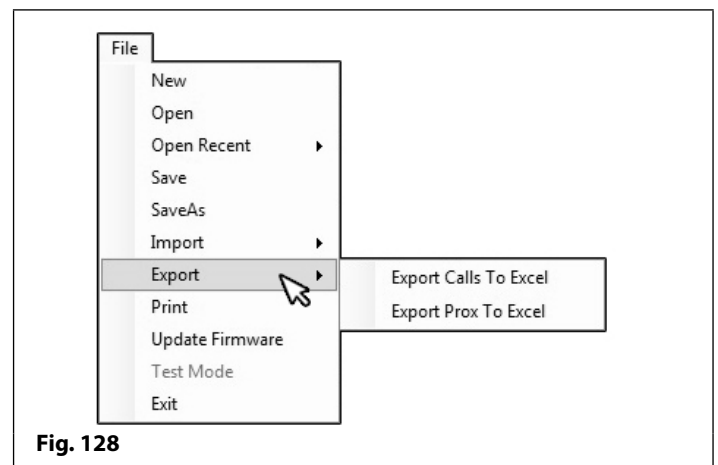 File
New
Open
Open Recent
Save
SaveAs
Import
Export
Export Calls To Excel
Print
Export Prox To Excel
Update Firmware
Test Mode
Exit
Fig. 128